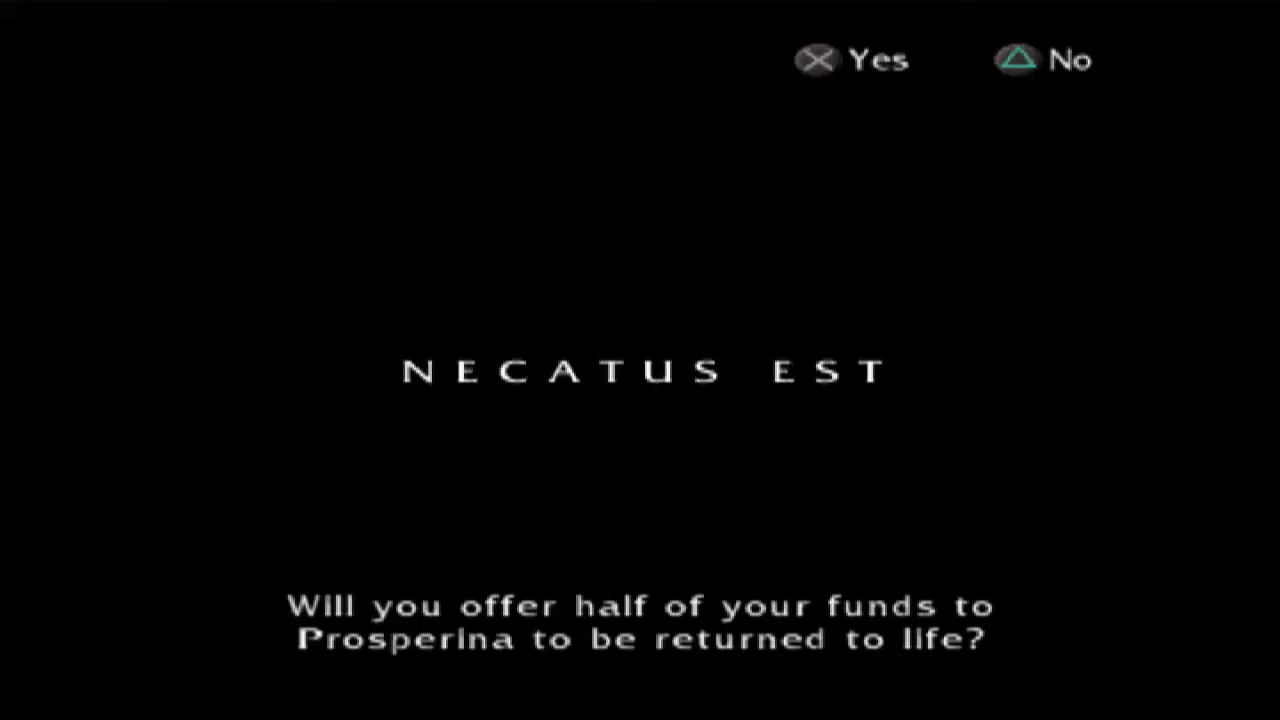 Yes No
NECATUS EST
Will you offer half of your funds to
Prosperina to be returned to life?